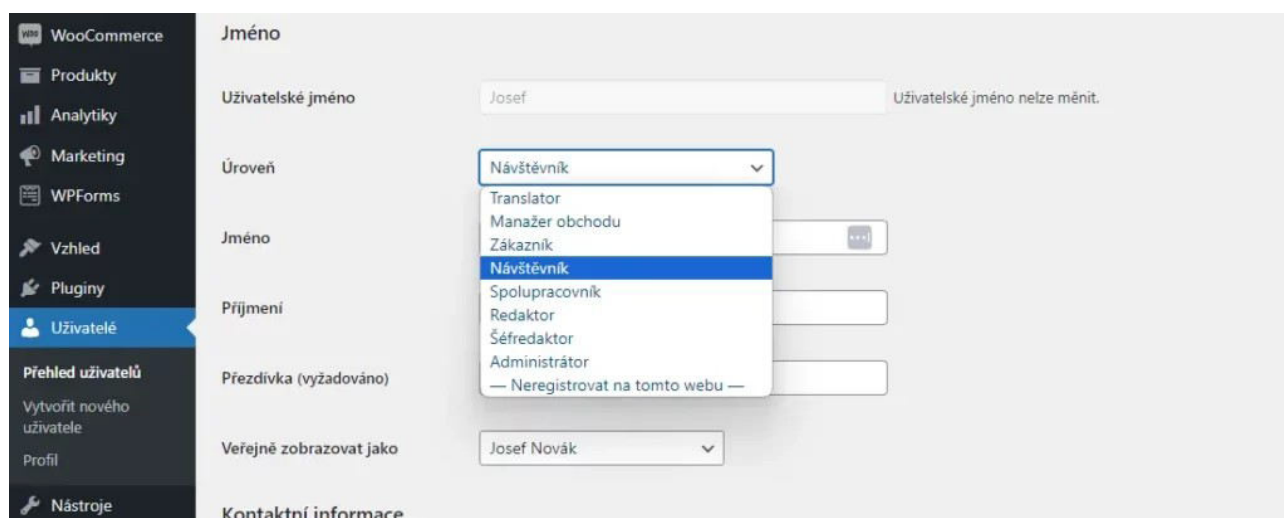 WooCommerce
Produkty
Analytiky
Marketing
WPForms
Vzhled
Pluginy
Uživatelé
Přehled uživatelů
Vytvořit nového
uživatele
Profil
Nástroje
Jméno
Uživatelské jméno
Josef
Uživatelské jméno nelze měnit.
Úroveň
Návštěvník
Translator
Manažer obchodu
Zákazník
Návštěvník
Spolupracovník
Redaktor
Šéfredaktor
Administrátor
— Neregistrovat na tomto webu —
Jméno
Příjmení
Přezdívka (vyžadováno)
Veřejně zobrazovat jako
Josef Novák
Kontaktní informace